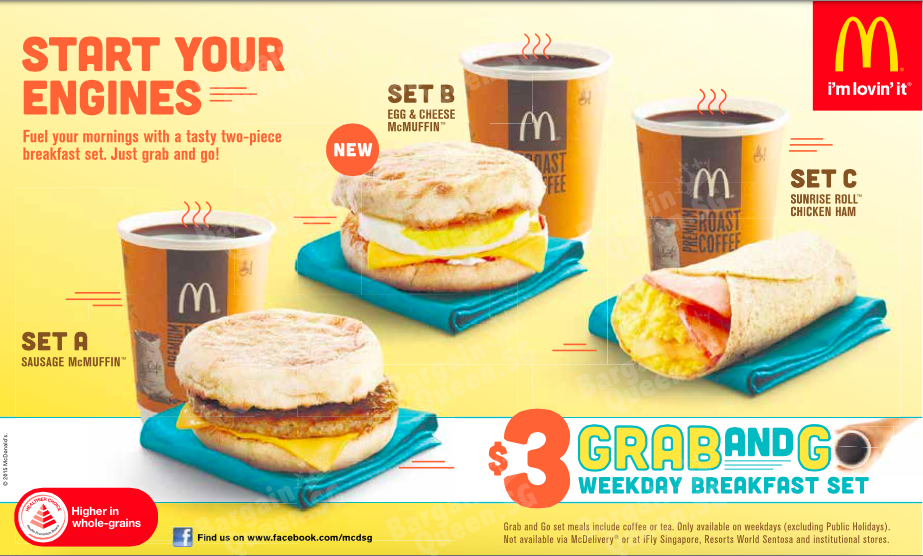 START YOUR
ENGINES
Fuel your mornings with a tasty two-piece
breakfast set. Just grab and go!
SET B
EGG & CHEESE
McMUFFIN™
NEW
i'm lovin' it®
SET C
SUNRISE ROLL™
CHICKEN HAM
ROAST
COFFEE
PREMIUM
ROAST
COFFEE
SET A
SAUSAGE McMUFFIN™
PREMIUM
$3 GRAB AND GO
WEEKDAY BREAKFAST SET
© 2015 McDonald's.
HEALTHIER CHOICE
Higher in
whole-grains
Find us on www.facebook.com/mcdsg
Grab and Go set meals include coffee or tea. Only available on weekdays (excluding Public Holidays).
Not available via McDelivery® or at iFly Singapore, Resorts World Sentosa and institutional stores.